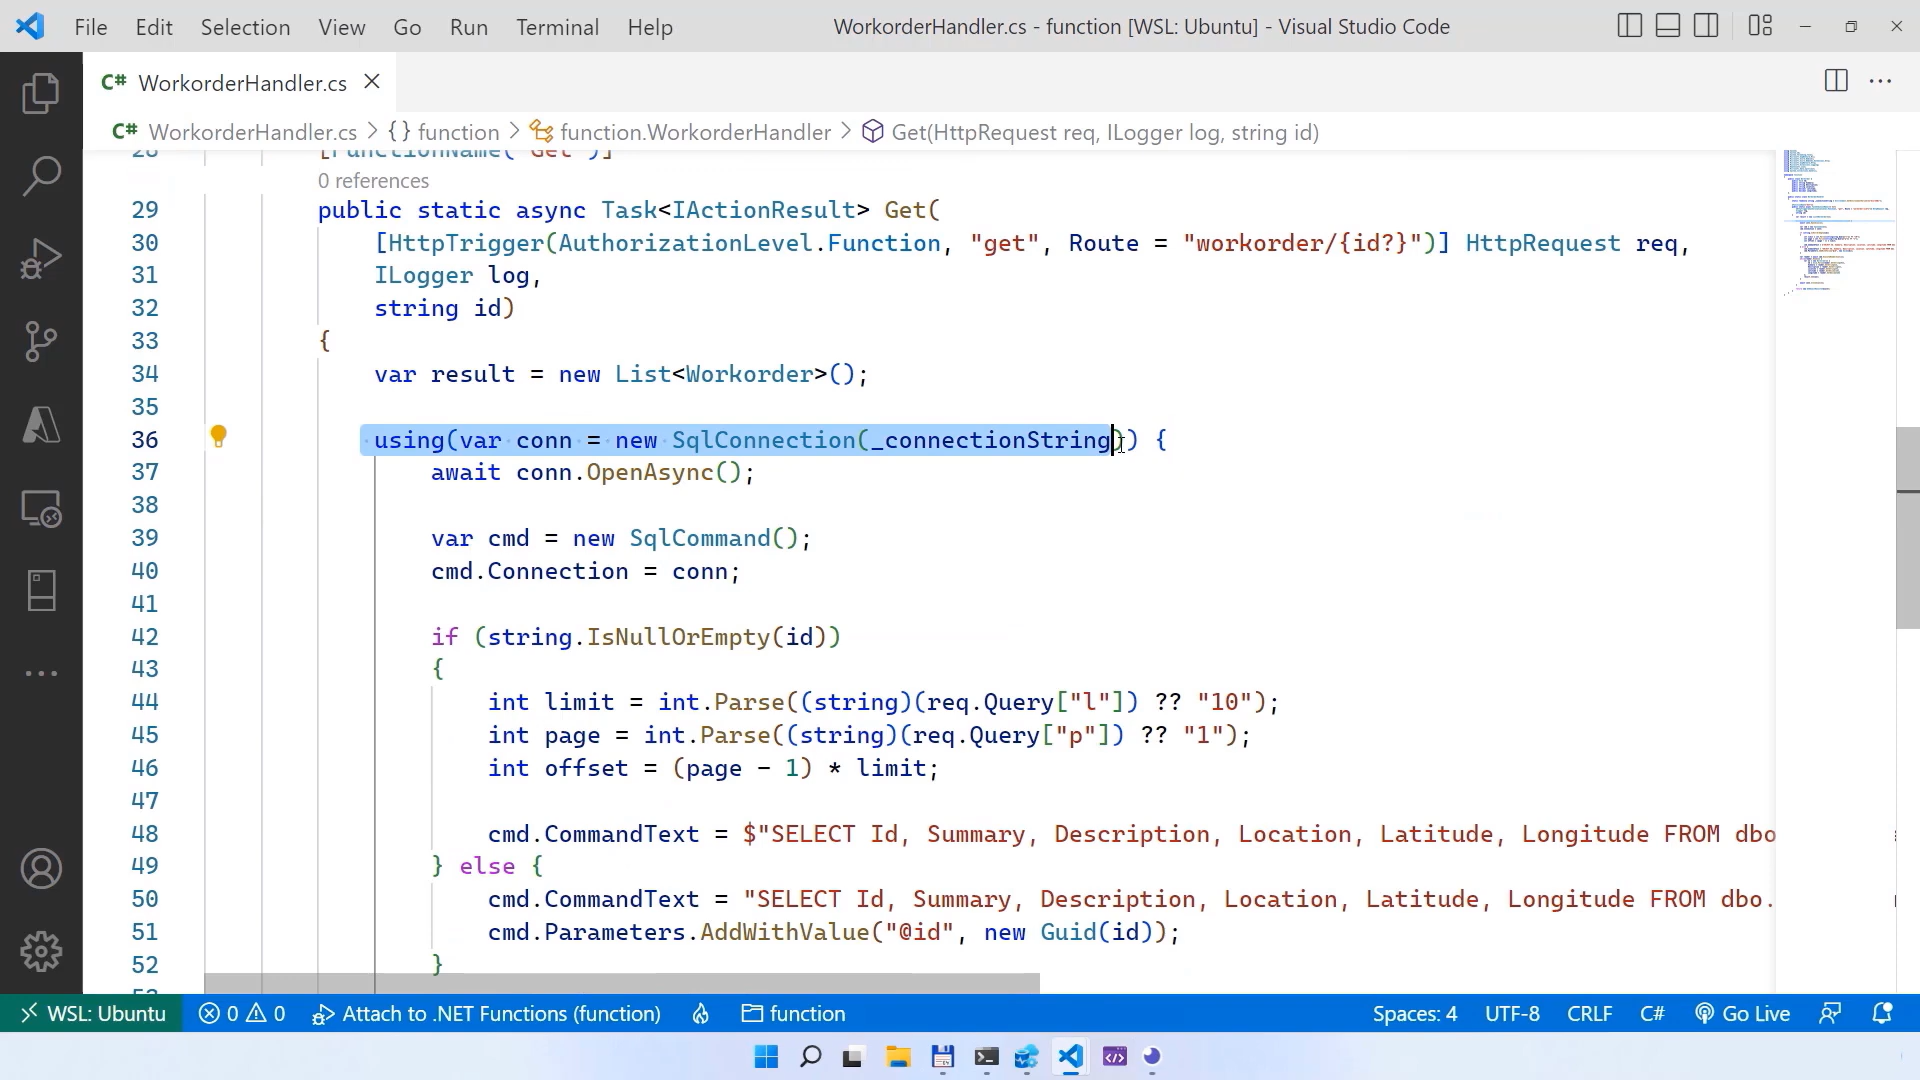 File Edit Selection View Go Run Terminal Help
WorkorderHandler.cs - function [WSL: Ubuntu] - Visual Studio Code
C# WorkorderHandler.cs
C# WorkorderHandler.cs > {} function > function.WorkorderHandler > Get(HttpRequest req, ILogger log, string id)
28 [FunctionName("Get")]
0 references
29 public static async Task<IActionResult> Get(
30 [HttpTrigger(AuthorizationLevel.Function, "get", Route = "workorder/{id?}")] HttpRequest req,
31 ILogger log,
32 string id)
33 {
34 var result = new List<Workorder>();
35
36 using(var conn = new SqlConnection(_connectionString)) {
37 await conn.OpenAsync();
38
39 var cmd = new SqlCommand();
40 cmd.Connection = conn;
41
42 if (string.IsNullOrEmpty(id))
43 {
44 int limit = int.Parse((string)(req.Query["l"]) ?? "10");
45 int page = int.Parse((string)(req.Query["p"]) ?? "1");
46 int offset = (page - 1) * limit;
47
48 cmd.CommandText = $"SELECT Id, Summary, Description, Location, Latitude, Longitude FROM dbo
49 } else {
50 cmd.CommandText = "SELECT Id, Summary, Description, Location, Latitude, Longitude FROM dbo.
51 cmd.Parameters.AddWithValue("@id", new Guid(id));
52 }
WSL: Ubuntu 0 0 Attach to .NET Functions (function) function Spaces: 4 UTF-8 CRLF C# Go Live